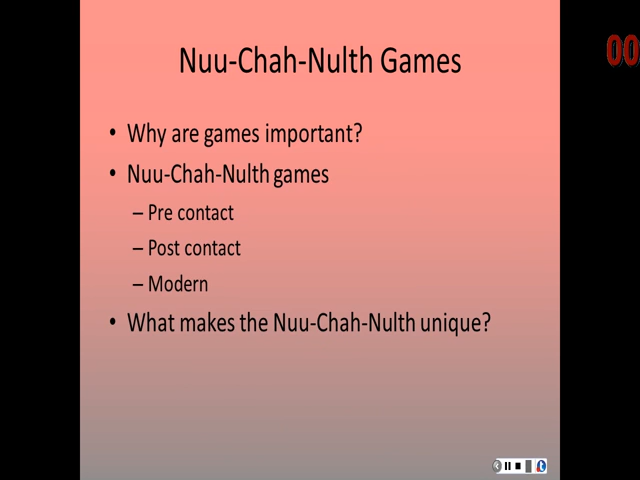 Nuu-Chah-Nulth Games
• Why are games important?
• Nuu-Chah-Nulth games
– Pre contact
– Post contact
– Modern
• What makes the Nuu-Chah-Nulth unique?
00